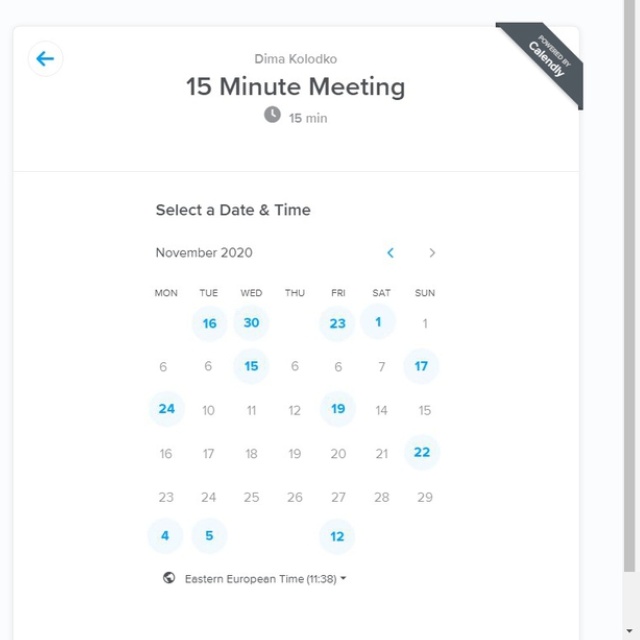 POWERED BY
Calendly
Dima Kolodko
15 Minute Meeting
15 min
Select a Date & Time
November 2020
MON TUE WED THU FRI SAT SUN
16 30 23 1 1
6 6 15 6 6 7 17
24 10 11 12 19 14 15
16 17 18 19 20 21 22
23 24 25 26 27 28 29
4 5 12
Eastern European Time (11:38)